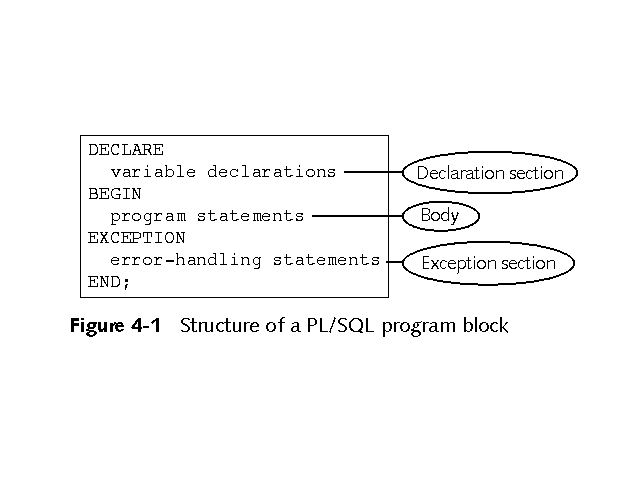 DECLARE
variable declarations
Declaration section
BEGIN
program statements
Body
EXCEPTION
error-handling statements
Exception section
END;
Figure 4-1 Structure of a PL/SQL program block